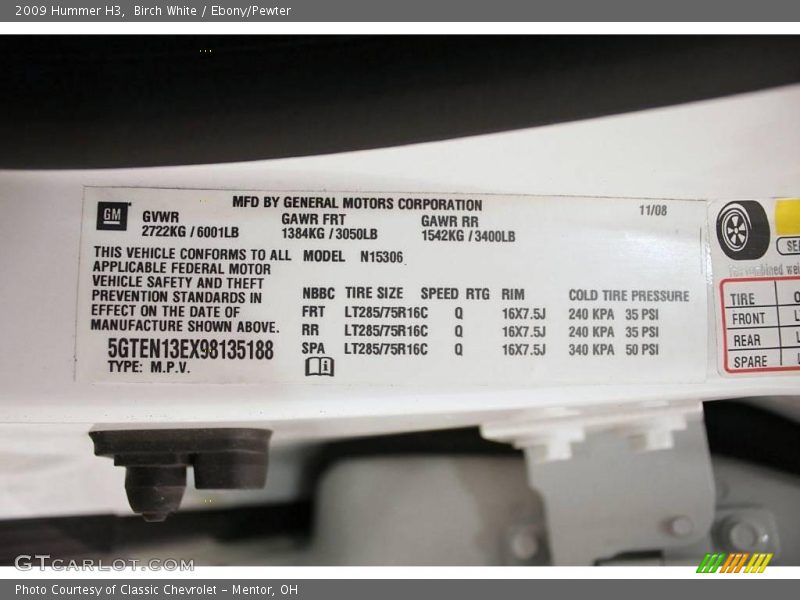 2009 Hummer H3, Birch White / Ebony/Pewter
MFD BY GENERAL MOTORS CORPORATION
11/08
GM
GVWR GAWR FRT GAWR RR
2722KG / 6001LB 1384KG / 3050LB 1542KG / 3400LB
THIS VEHICLE CONFORMS TO ALL
APPLICABLE FEDERAL MOTOR
VEHICLE SAFETY AND THEFT
PREVENTION STANDARDS IN
EFFECT ON THE DATE OF
MANUFACTURE SHOWN ABOVE.
5GTEN13EX98135188
TYPE: M.P.V.
MODEL N15306
NBBC TIRE SIZE SPEED RTG RIM COLD TIRE PRESSURE
FRT LT285/75R16C Q 16X7.5J 240 KPA 35 PSI
RR LT285/75R16C Q 16X7.5J 240 KPA 35 PSI
SPA LT285/75R16C Q 16X7.5J 340 KPA 50 PSI
TIRE
FRONT
REAR
SPARE
GTCARLOT.COM
Photo Courtesy of Classic Chevrolet - Mentor, OH